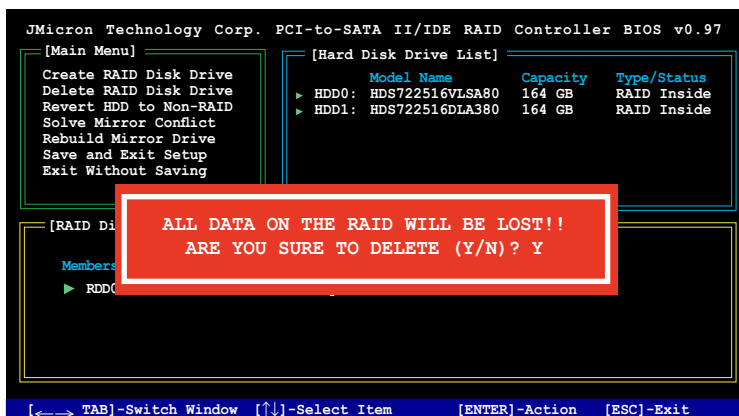 JMicron Technology Corp. PCI-to-SATA II/IDE RAID Controller BIOS v0.97
[Main Menu]
Create RAID Disk Drive
Delete RAID Disk Drive
Revert HDD to Non-RAID
Solve Mirror Conflict
Rebuild Mirror Drive
Save and Exit Setup
Exit Without Saving
[Hard Disk Drive List]
Model Name Capacity Type/Status
HDD0: HDS722516VLSA80 164 GB RAID Inside
HDD1: HDS722516DLA380 164 GB RAID Inside
[RAID Di
ALL DATA ON THE RAID WILL BE LOST!!
ARE YOU SURE TO DELETE (Y/N)? Y
Members
RDD0
[←→ TAB]-Switch Window [↑↓]-Select Item [ENTER]-Action [ESC]-Exit